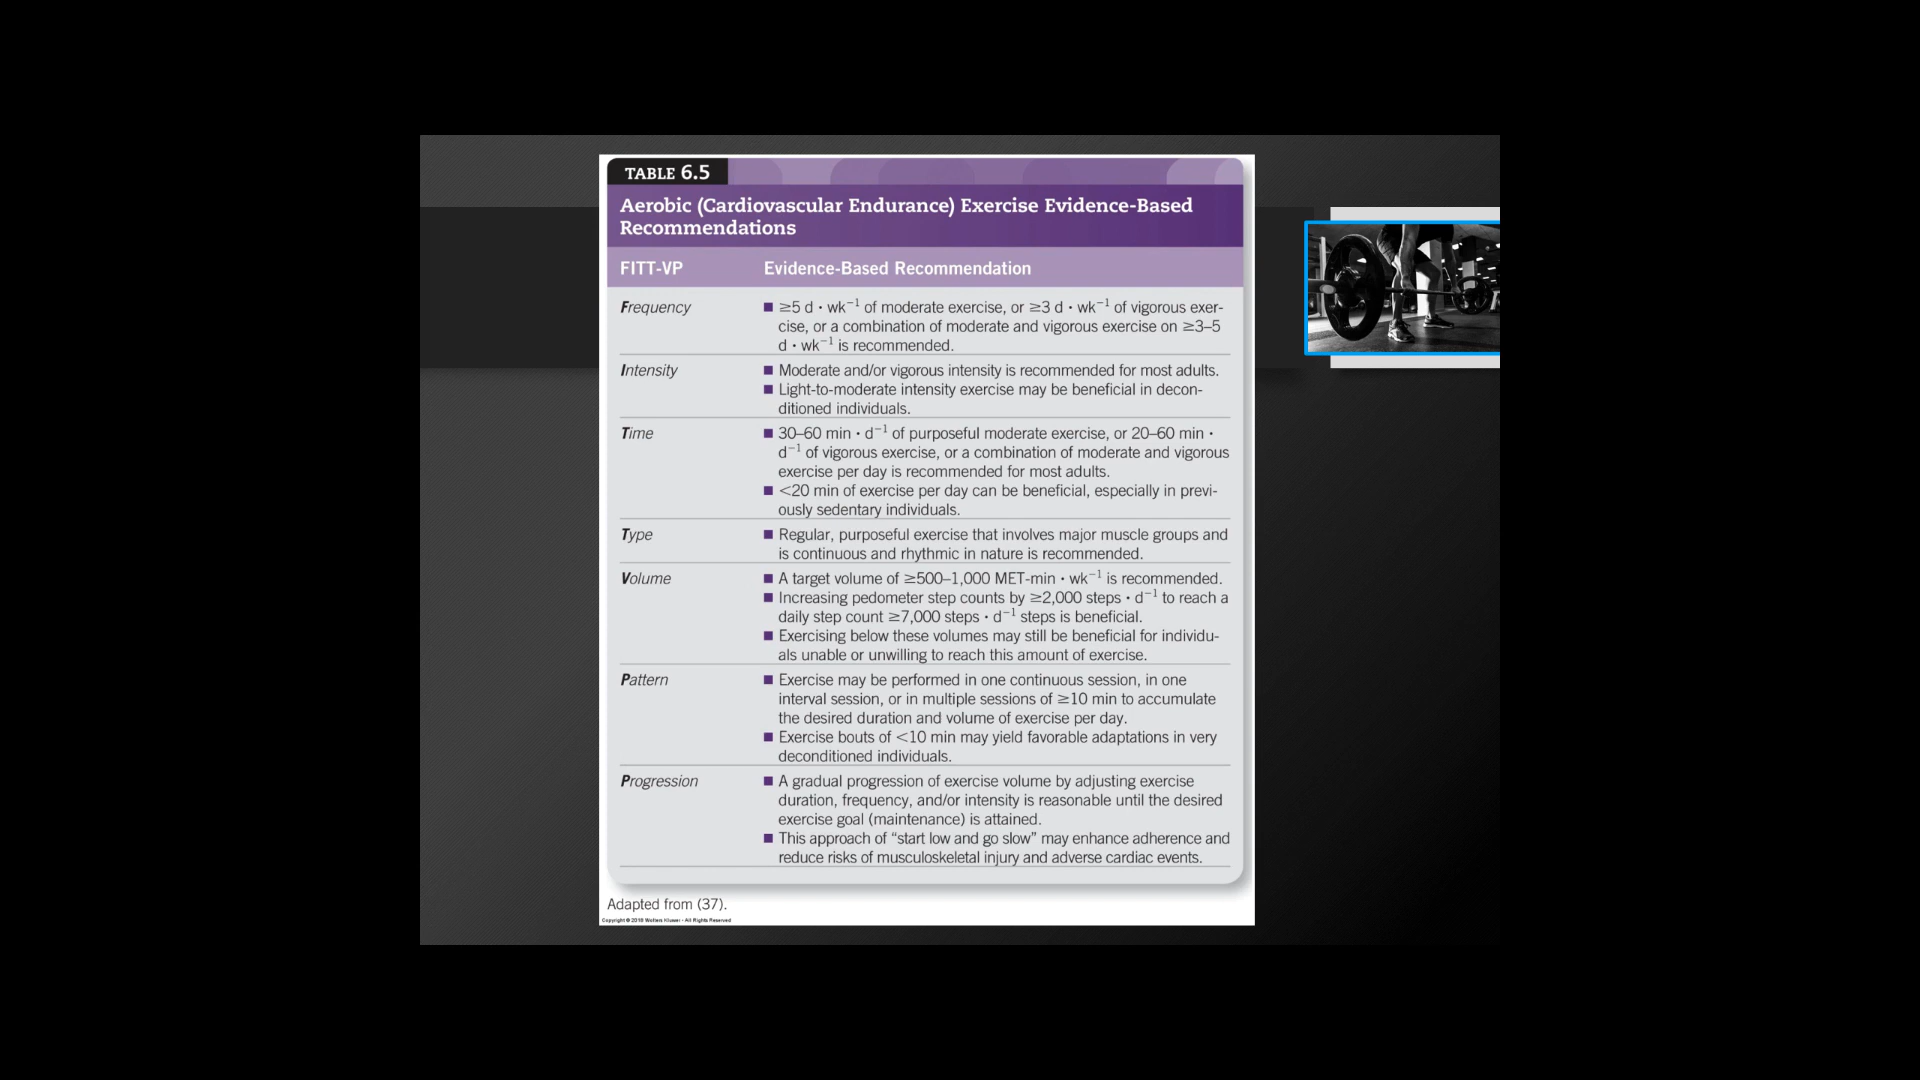 TABLE 6.5
Aerobic (Cardiovascular Endurance) Exercise Evidence-Based
Recommendations
FITT-VP Evidence-Based Recommendation
Frequency ■ ≥5 d · wk⁻¹ of moderate exercise, or ≥3 d · wk⁻¹ of vigorous exer-
cise, or a combination of moderate and vigorous exercise on ≥3–5
d · wk⁻¹ is recommended.
Intensity ■ Moderate and/or vigorous intensity is recommended for most adults.
■ Light-to-moderate intensity exercise may be beneficial in decon-
ditioned individuals.
Time ■ 30–60 min · d⁻¹ of purposeful moderate exercise, or 20–60 min ·
d⁻¹ of vigorous exercise, or a combination of moderate and vigorous
exercise per day is recommended for most adults.
■ <20 min of exercise per day can be beneficial, especially in previ-
ously sedentary individuals.
Type ■ Regular, purposeful exercise that involves major muscle groups and
is continuous and rhythmic in nature is recommended.
Volume ■ A target volume of ≥500–1,000 MET-min · wk⁻¹ is recommended.
■ Increasing pedometer step counts by ≥2,000 steps · d⁻¹ to reach a
daily step count ≥7,000 steps · d⁻¹ steps is beneficial.
■ Exercising below these volumes may still be beneficial for individu-
als unable or unwilling to reach this amount of exercise.
Pattern ■ Exercise may be performed in one continuous session, in one
interval session, or in multiple sessions of ≥10 min to accumulate
the desired duration and volume of exercise per day.
■ Exercise bouts of <10 min may yield favorable adaptations in very
deconditioned individuals.
Progression ■ A gradual progression of exercise volume by adjusting exercise
duration, frequency, and/or intensity is reasonable until the desired
exercise goal (maintenance) is attained.
■ This approach of “start low and go slow” may enhance adherence and
reduce risks of musculoskeletal injury and adverse cardiac events.
Adapted from (37).
Copyright © 2018 Wolters Kluwer - All Rights Reserved